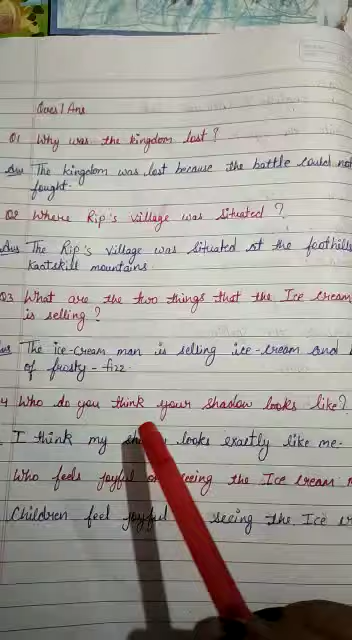 Ques/Ans
Q1 Why was the kingdom lost?
Ans The kingdom was lost because the battle could not
fought.
Q2 Where Rip's village was situated?
Ans The Rip's village was situated at the foothills
Kaatskill mountains
Q3 What are the two things that the Ice cream
is selling?
Ans The ice-cream man is selling ice-cream and
of frosty-fizz.
4 Who do you think your shadow looks like?
I think my looks exactly like me.
Who feels joyful on seeing the Ice cream
Children feel joyful seeing the Ice